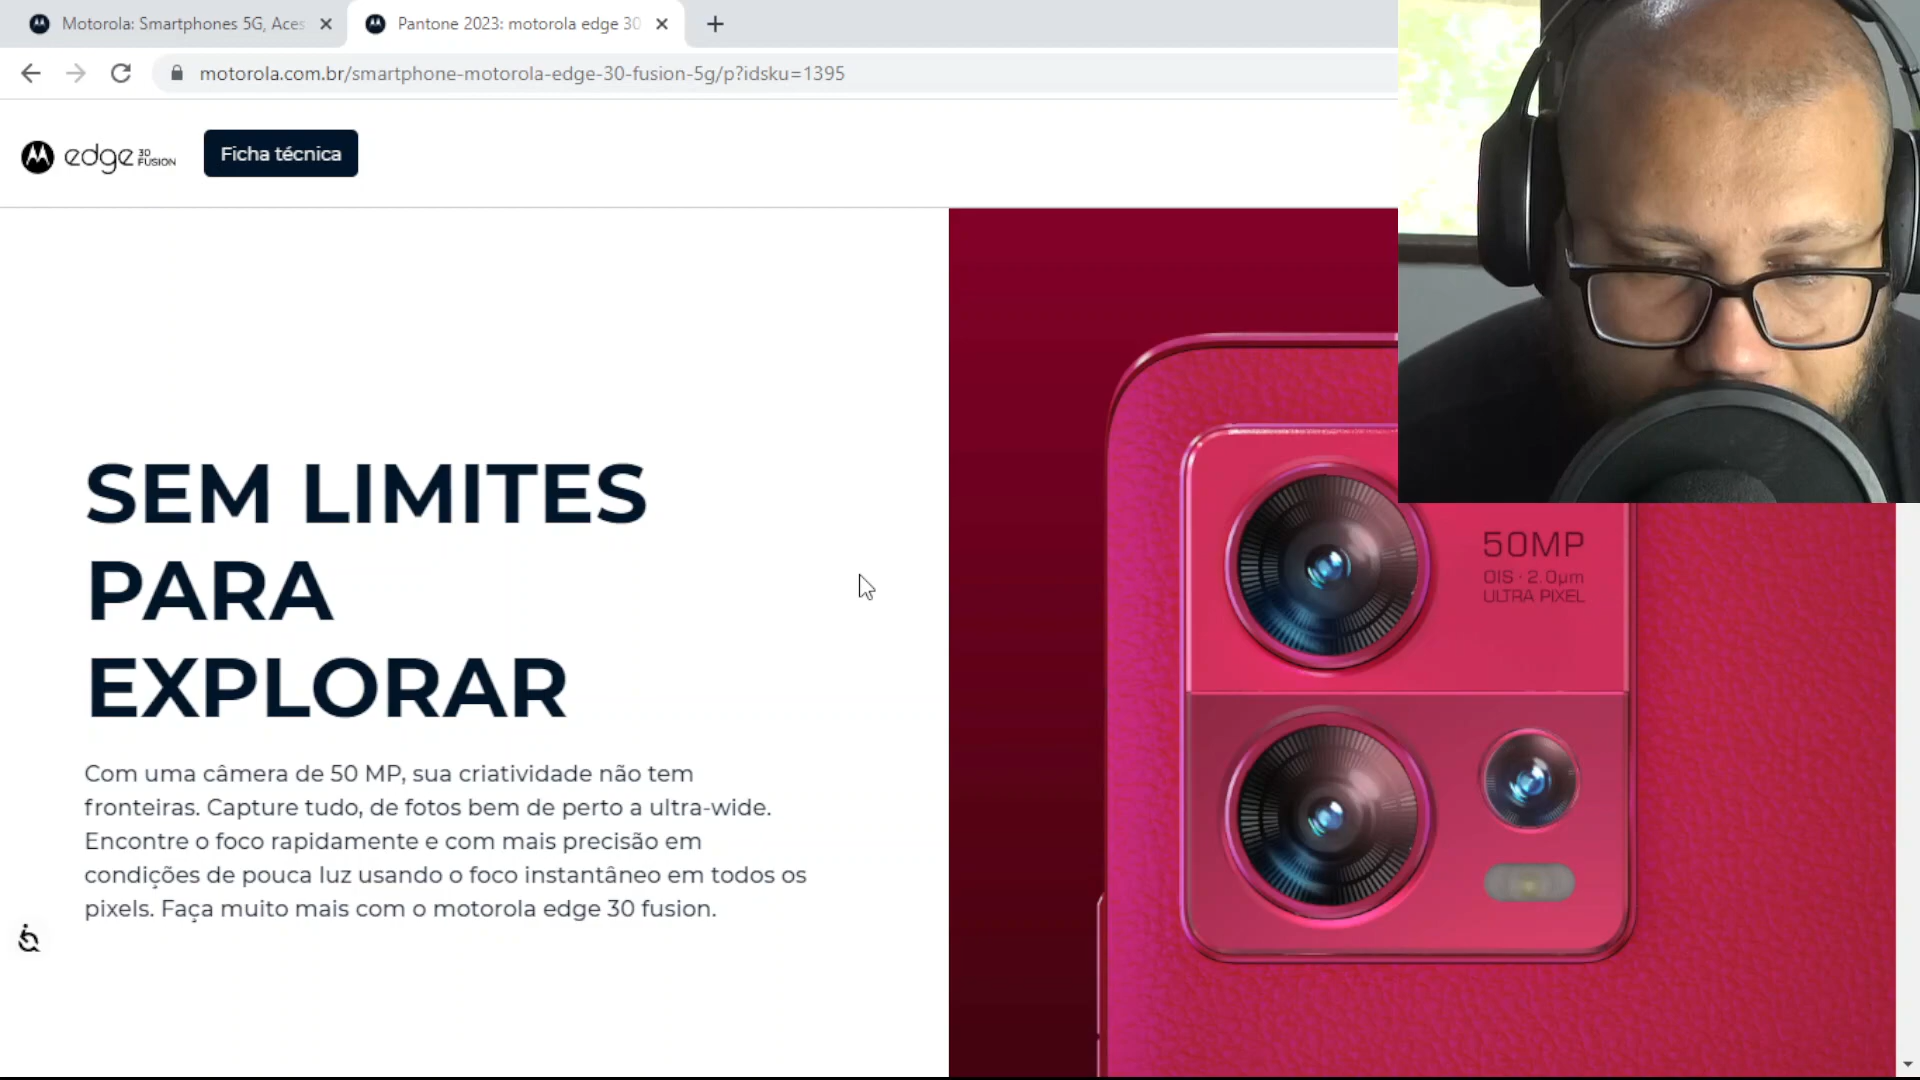 Motorola: Smartphones 5G, Aces
Pantone 2023: motorola edge 30
motorola.com.br/smartphone-motorola-edge-30-fusion-5g/p?idsku=1395
edge 30 FUSION
Ficha técnica
SEM LIMITES
PARA
EXPLORAR
Com uma câmera de 50 MP, sua criatividade não tem
fronteiras. Capture tudo, de fotos bem de perto a ultra-wide.
Encontre o foco rapidamente e com mais precisão em
condições de pouca luz usando o foco instantâneo em todos os
pixels. Faça muito mais com o motorola edge 30 fusion.
50MP
OIS · 2.0µm
ULTRA PIXEL